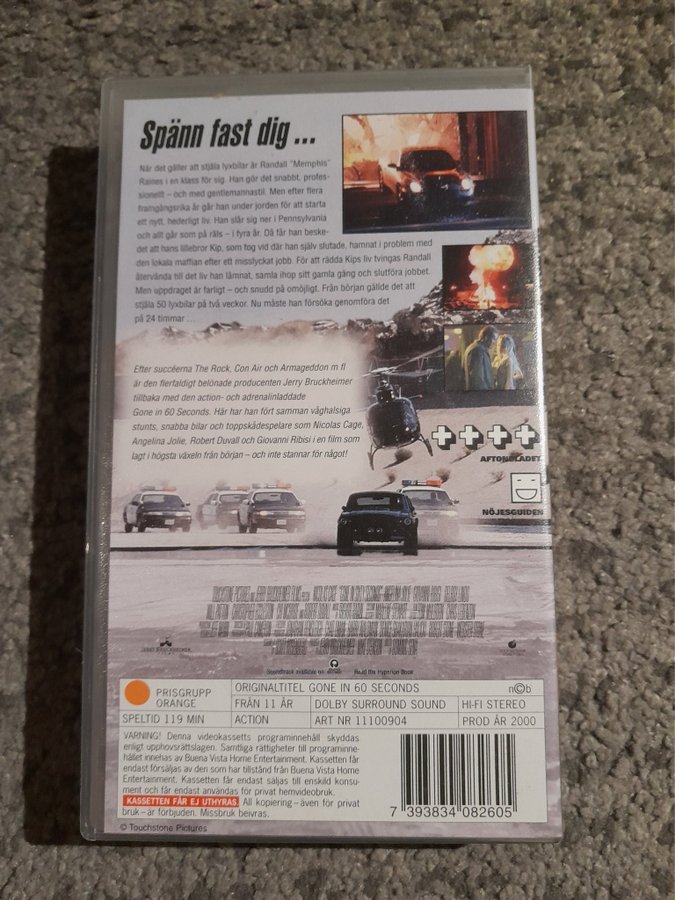 Spänn fast dig ...
När det gäller att stjäla lyxbilar är Randall "Memphis"
Raines i en klass för sig. Han gör det snabbt, profes-
sionellt – och med gentlemannastil. Men efter flera
framgångsrika år går han under jorden för att starta
ett nytt, hederligt liv. Han slår sig ner i Pennsylvania
och allt går som på räls – i fyra år. Då får han beske-
det att hans lillebror Kip, som tog vid där han själv slutade, hamnat i problem med
den lokala maffian efter ett misslyckat jobb. För att rädda Kips liv tvingas Randall
återvända till det liv han lämnat, samla ihop sitt gamla gäng och slutföra jobbet.
Men uppdraget är farligt – och snudd på omöjligt. Från början gällde det att
stjäla 50 lyxbilar på två veckor. Nu måste han försöka genomföra det
på 24 timmar ...
Efter succéerna The Rock, Con Air och Armageddon m fl
är den flerfaldigt belönade producenten Jerry Bruckheimer
tillbaka med den action- och adrenalinladdade
Gone in 60 Seconds. Här har han fört samman våghalsiga
stunts, snabba bilar och toppskådespelare som Nicolas Cage,
Angelina Jolie, Robert Duvall och Giovanni Ribisi i en film som
lagt i högsta växeln från början – och inte stannar för något!
AFTONBLADET
NÖJESGUIDEN
JERRY BRUCKHEIMER
Soundtrack available on
Read the Hyperion Book
PRISGRUPP
ORANGE
ORIGINALTITEL GONE IN 60 SECONDS
n©b
FRÅN 11 ÅR
DOLBY SURROUND SOUND
HI-FI STEREO
SPELTID 119 MIN
ACTION
ART NR 11100904
PROD ÅR 2000
VARNING! Denna videokassetts programinnehåll skyddas
enligt upphovsrättslagen. Samtliga rättigheter till programinne-
hållet innehas av Buena Vista Home Entertainment. Kassetten får
endast försäljas av den som har tillstånd från Buena Vista Home
Entertainment. Kassetten får endast säljas till enskild konsu-
ment och får endast användas för privat hemvideobruk.
KASSETTEN FÅR EJ UTHYRAS. All kopiering – även för privat
bruk – är förbjuden. Missbruk beivras.
7 393834 082605
© Touchstone Pictures